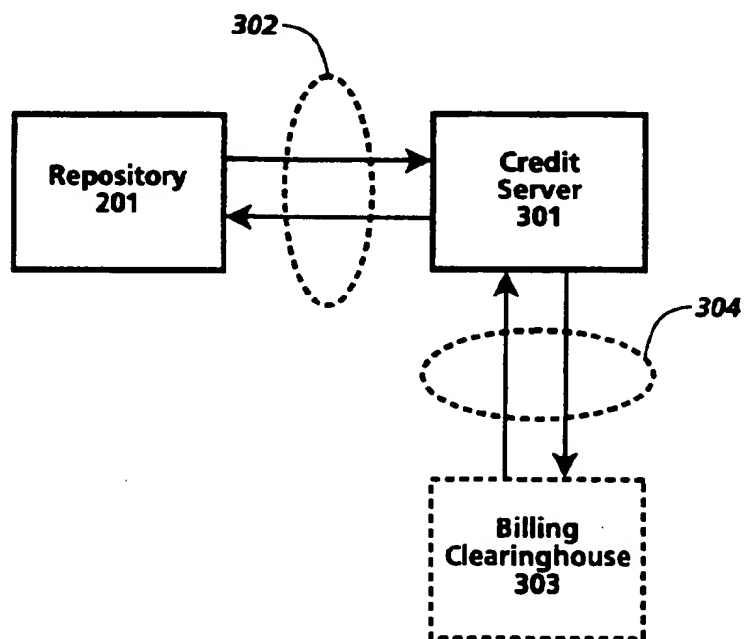 302
Repository
201
Credit
Server
301
304
Billing
Clearinghouse
303